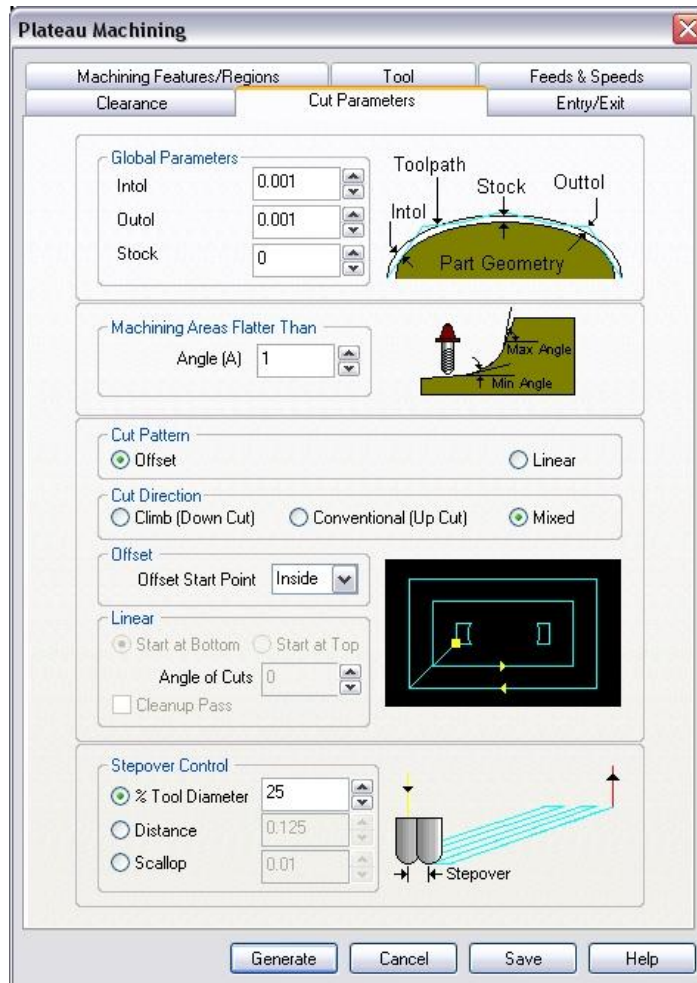 Plateau Machining
Machining Features/Regions Tool Feeds & Speeds
Clearance Cut Parameters Entry/Exit
Global Parameters
Intol 0.001
Outol 0.001
Stock 0
Toolpath
Stock Outtol
Intol
Part Geometry
Machining Areas Flatter Than
Angle (A) 1
Max Angle
Min Angle
Cut Pattern
Offset Linear
Cut Direction
Climb (Down Cut) Conventional (Up Cut) Mixed
Offset
Offset Start Point Inside
Linear
Start at Bottom Start at Top
Angle of Cuts 0
Cleanup Pass
Stepover Control
% Tool Diameter 25
Distance 0.125
Scallop 0.01
Stepover
Generate Cancel Save Help